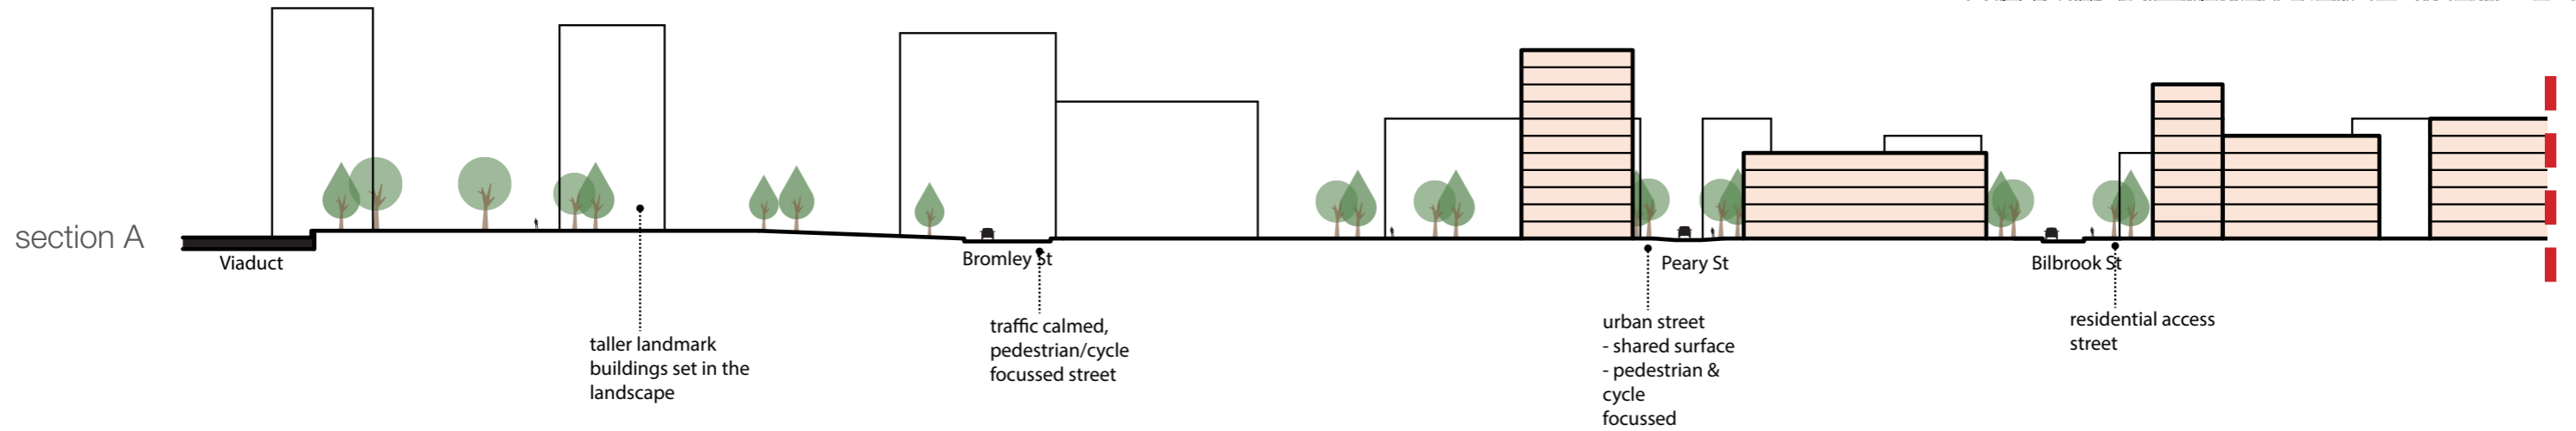 section A
Viaduct
Bromley St
Peary St
Bilbrook St
taller landmark
buildings set in the
landscape
traffic calmed,
pedestrian/cycle
focussed street
urban street
- shared surface
- pedestrian &
cycle
focussed
residential access
street